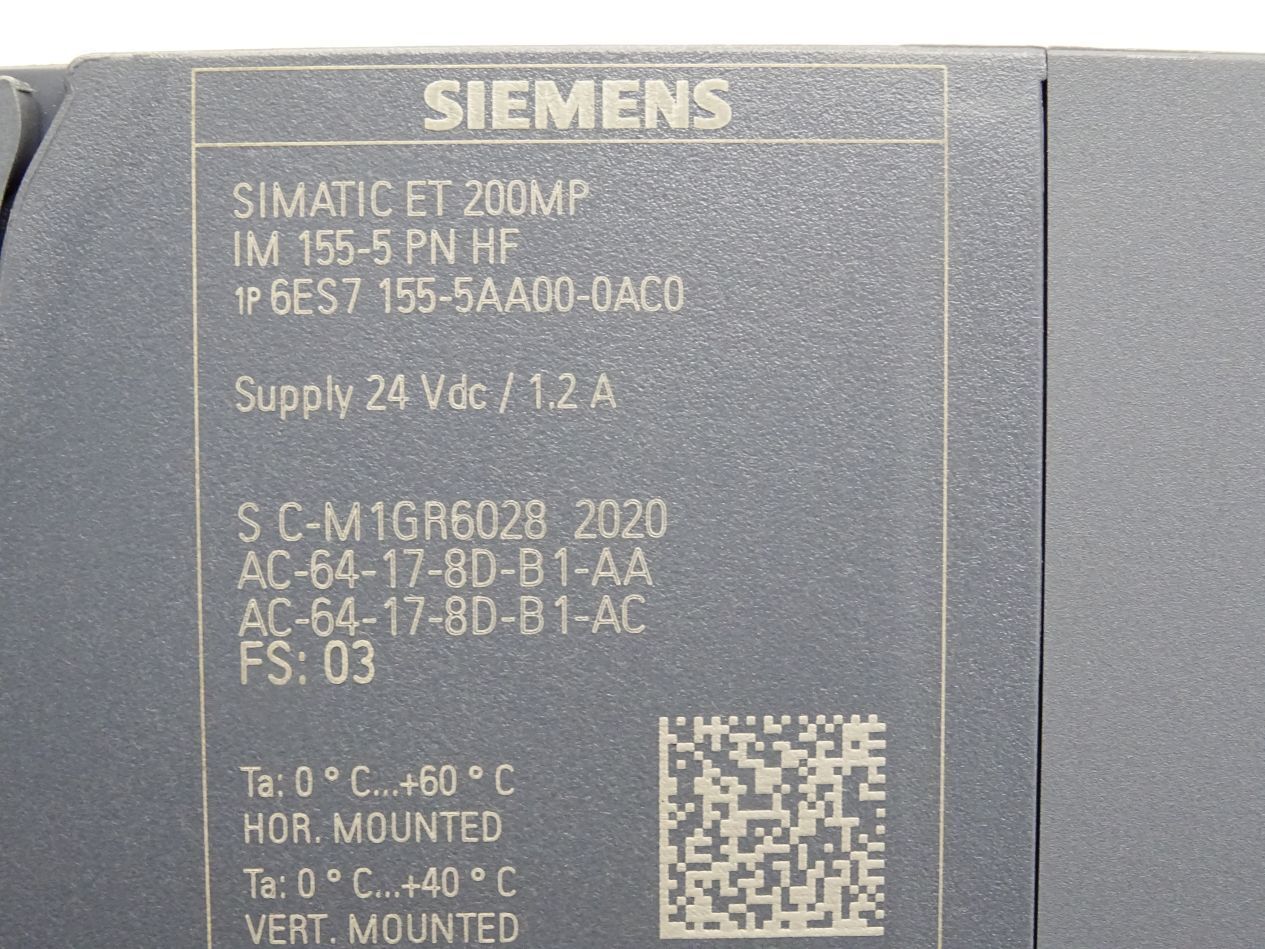 SIEMENS
SIMATIC ET 200MP
IM 155-5 PN HF
1P 6ES7 155-5AA00-0AC0
Supply 24 Vdc / 1.2 A
S C-M1GR6028 2020
AC-64-17-8D-B1-AA
AC-64-17-8D-B1-AC
FS: 03
Ta: 0 ° C...+60 ° C
HOR. MOUNTED
Ta: 0 ° C...+40 ° C
VERT. MOUNTED